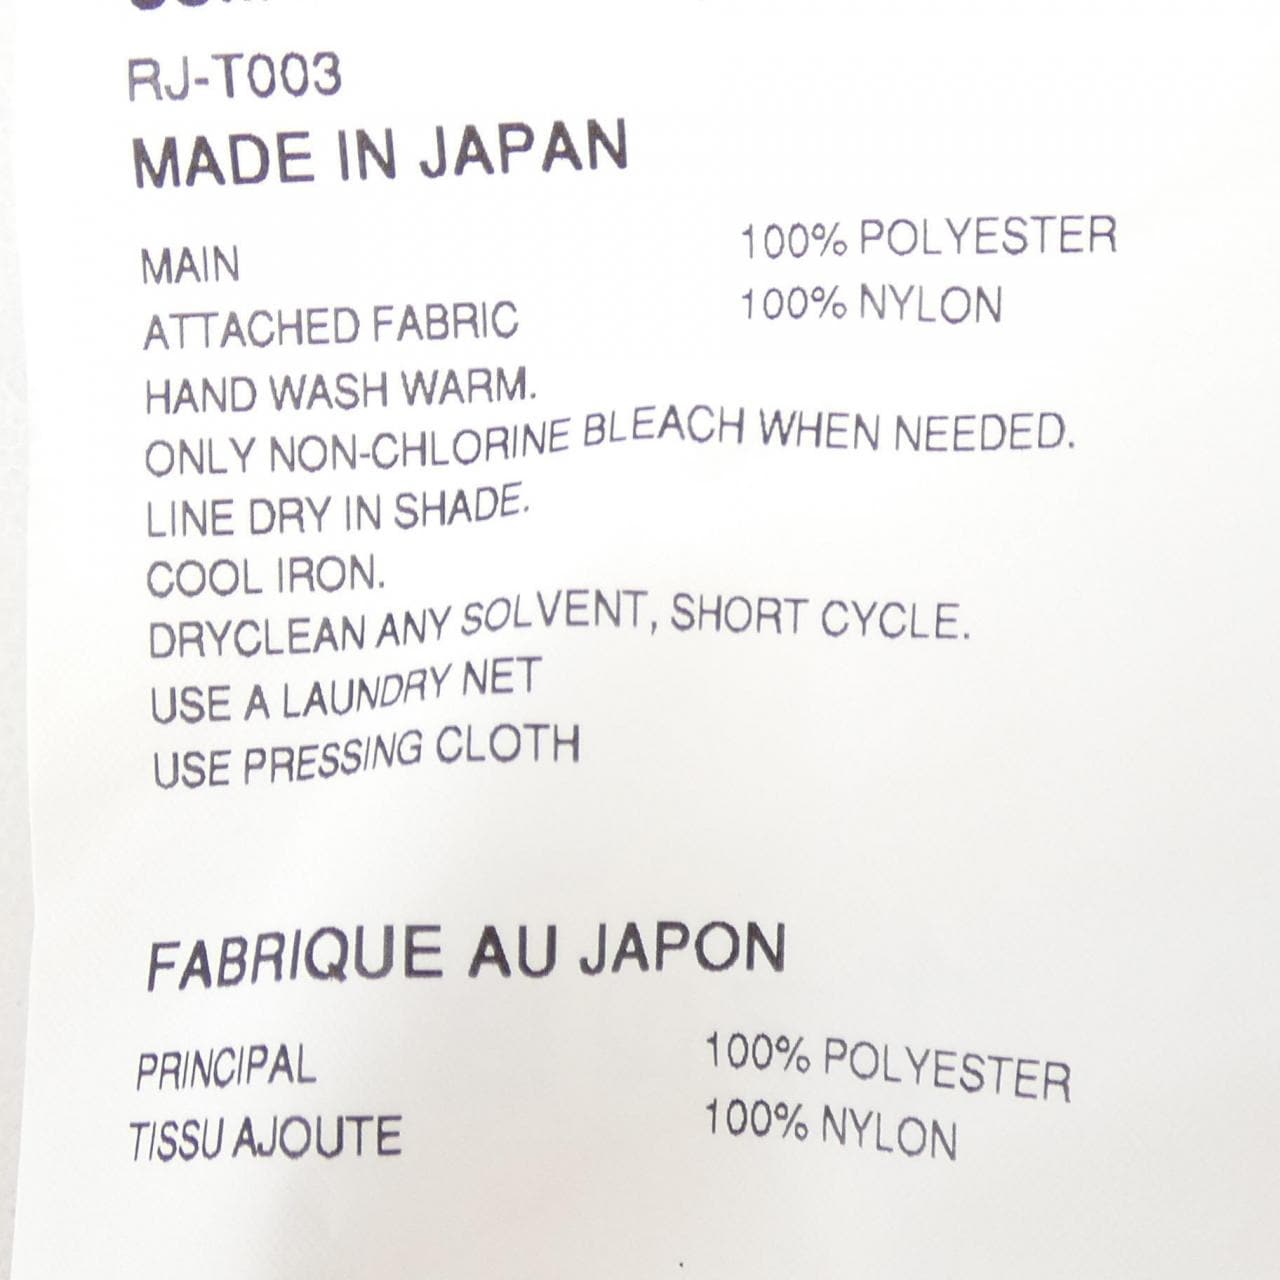 RJ-T003
MADE IN JAPAN
MAIN 100% POLYESTER
ATTACHED FABRIC 100% NYLON
HAND WASH WARM.
ONLY NON-CHLORINE BLEACH WHEN NEEDED.
LINE DRY IN SHADE.
COOL IRON.
DRYCLEAN ANY SOLVENT, SHORT CYCLE.
USE A LAUNDRY NET
USE PRESSING CLOTH
FABRIQUE AU JAPON
PRINCIPAL 100% POLYESTER
TISSU AJOUTE 100% NYLON